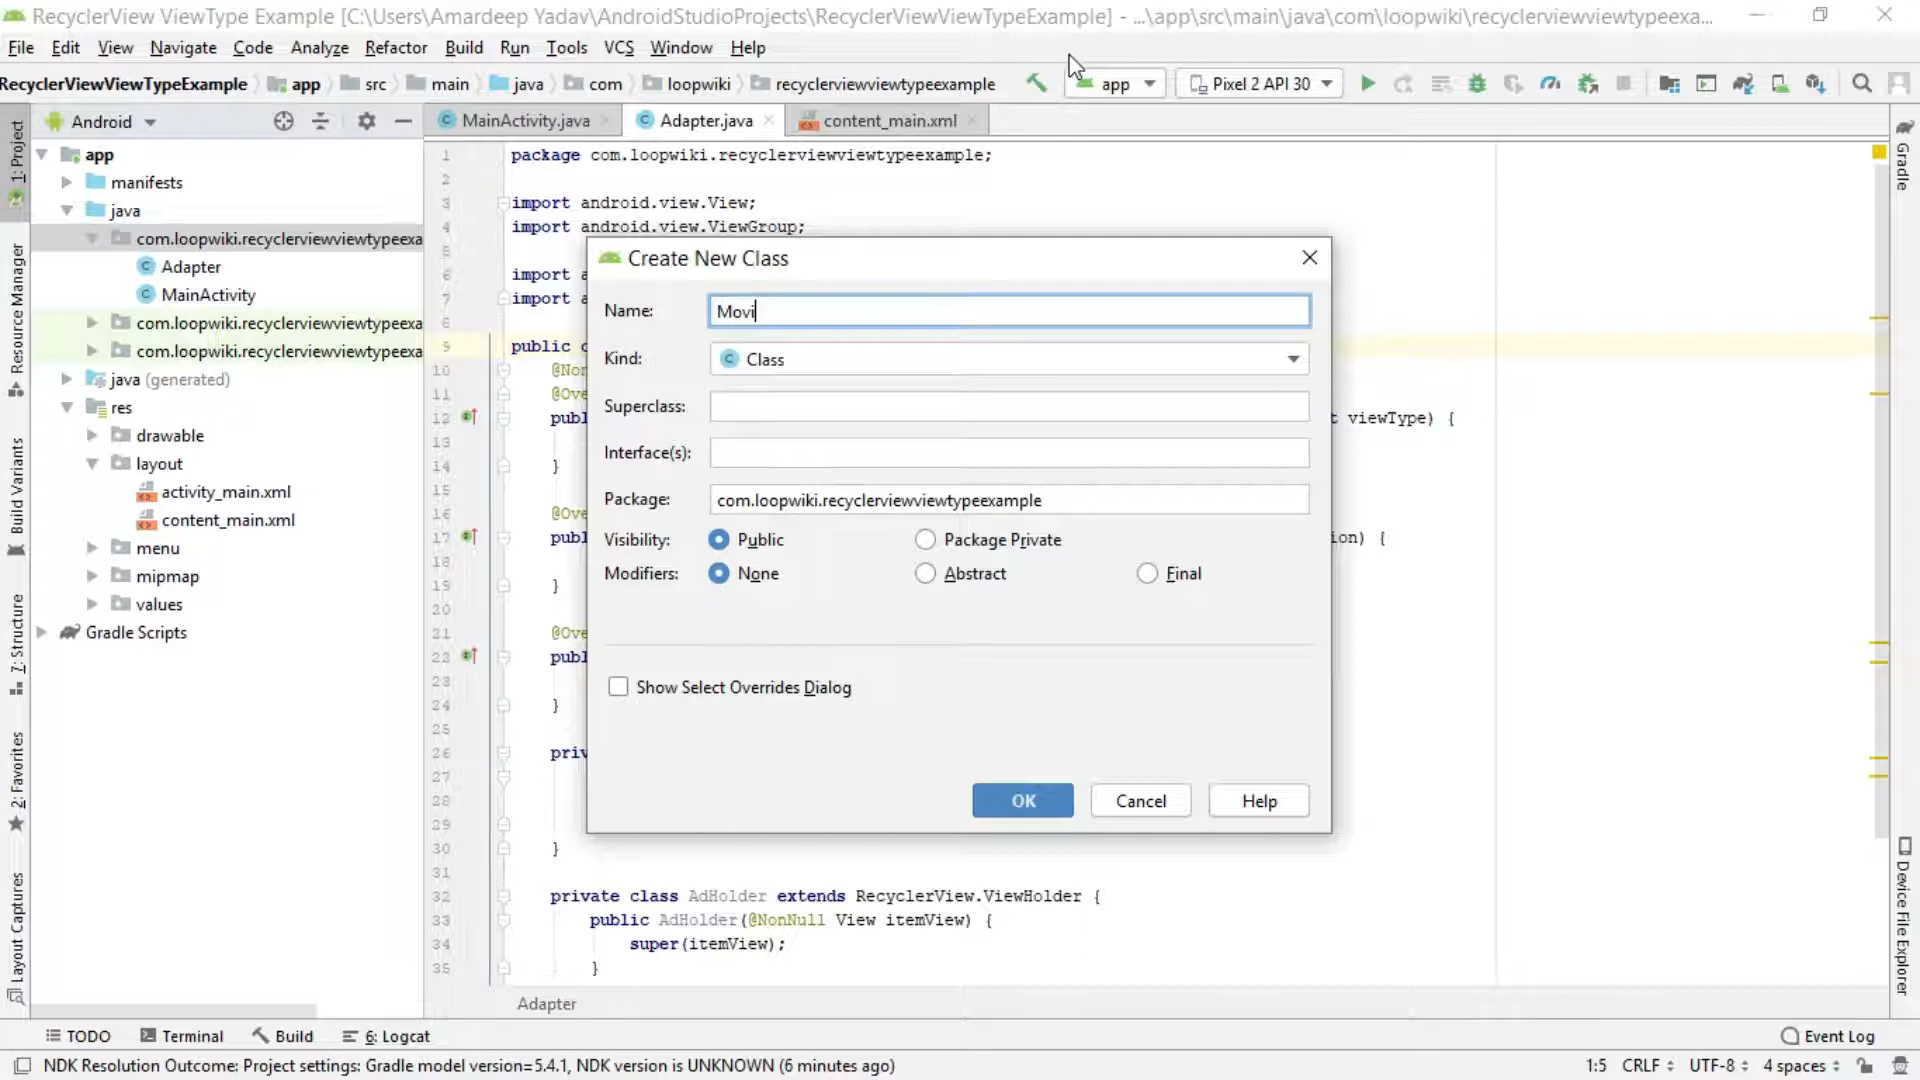 RecyclerView ViewType Example [C:\Users\Amardeep Yadav\AndroidStudioProjects\RecyclerViewViewTypeExample] - ...\app\src\main\java\com\loopwiki\recyclerviewviewtypeexa...
File Edit View Navigate Code Analyze Refactor Build Run Tools VCS Window Help
RecyclerViewViewTypeExample app src main java com loopwiki recyclerviewviewtypeexample app Pixel 2 API 30
Android MainActivity.java Adapter.java content_main.xml
1: Project
Resource Manager
Build Variants
7: Structure
2: Favorites
Layout Captures
app
manifests
java
com.loopwiki.recyclerviewviewtypeexa
Adapter
MainActivity
com.loopwiki.recyclerviewviewtypeexa
com.loopwiki.recyclerviewviewtypeexa
java (generated)
res
drawable
layout
activity_main.xml
content_main.xml
menu
mipmap
values
Gradle Scripts
1 package com.loopwiki.recyclerviewviewtypeexample;
2
3 import android.view.View;
4 import android.view.ViewGroup;
5
6 import a
7 import a
8
9 public c
10 @Non
11 @Ove
12 publ t viewType) {
13
14 }
15
16 @Ove
17 publ ion) {
18
19 }
20
21 @Ove
22 publ
23
24 }
25
26 priv
27
28
29
30 }
31
32 private class AdHolder extends RecyclerView.ViewHolder {
33 public AdHolder(@NonNull View itemView) {
34 super(itemView);
35 }
Adapter
Create New Class
Name: Movi
Kind: Class
Superclass:
Interface(s):
Package: com.loopwiki.recyclerviewviewtypeexample
Visibility: Public Package Private
Modifiers: None Abstract Final
Show Select Overrides Dialog
OK Cancel Help
Gradle
Device File Explorer
TODO Terminal Build 6: Logcat Event Log
NDK Resolution Outcome: Project settings: Gradle model version=5.4.1, NDK version is UNKNOWN (6 minutes ago) 1:5 CRLF UTF-8 4 spaces